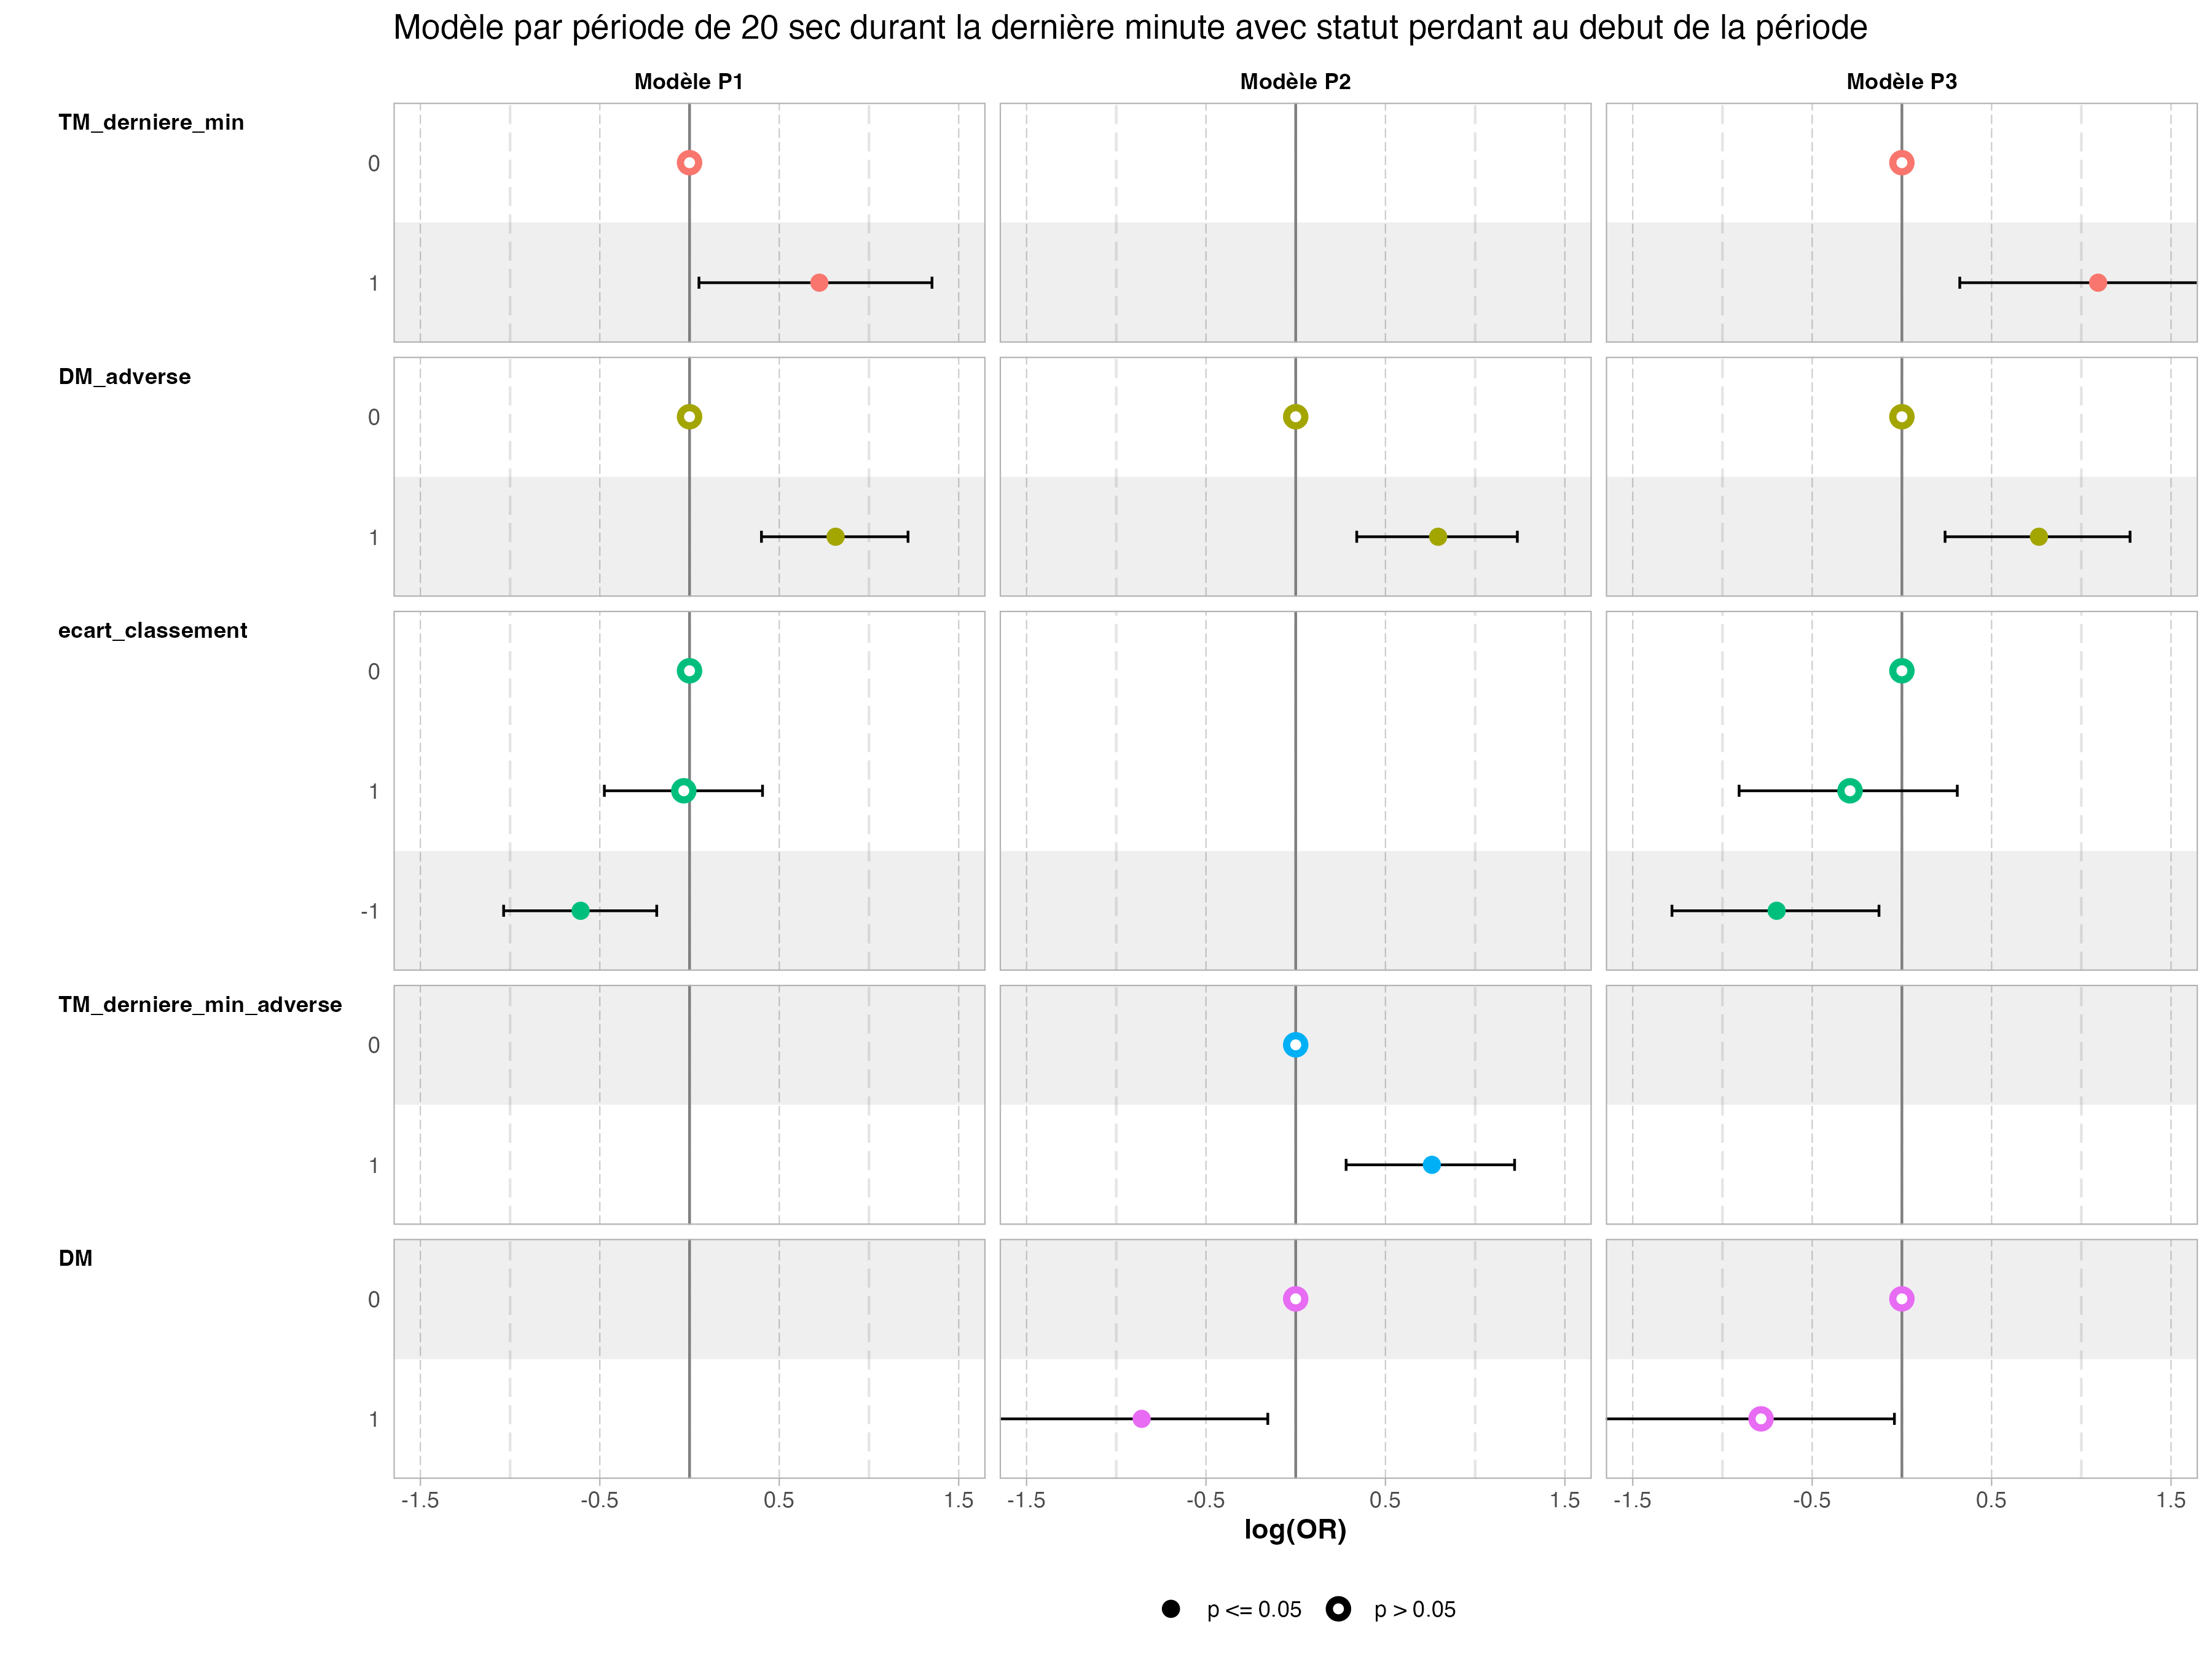 Modèle par période de 20 sec durant la dernière minute avec statut perdant au debut de la période
Modèle P1 Modèle P2 Modèle P3
TM_derniere_min
0
1
DM_adverse
0
1
ecart_classement
0
1
-1
TM_derniere_min_adverse
0
1
DM
0
1
-1.5 -0.5 0.5 1.5 -1.5 -0.5 0.5 1.5 -1.5 -0.5 0.5 1.5
log(OR)
p <= 0.05 p > 0.05